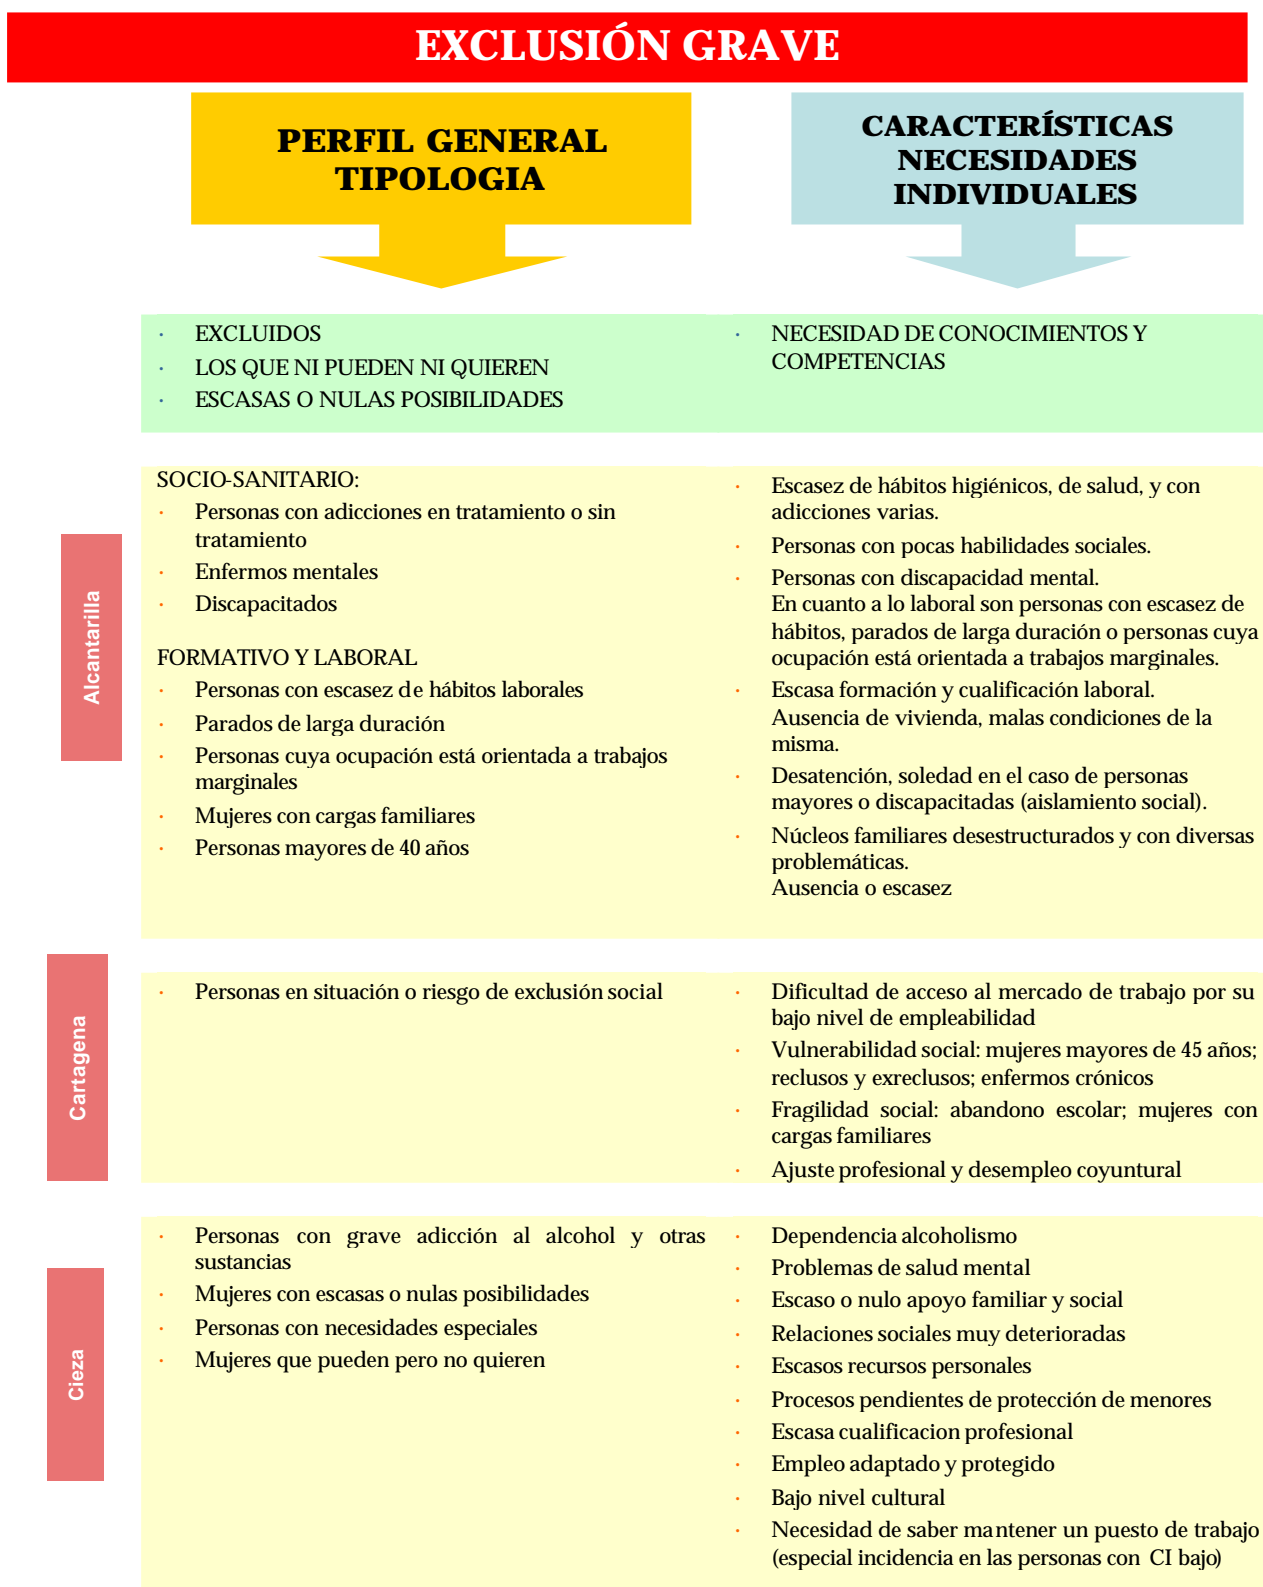 EXCLUSIÓN GRAVE
PERFIL GENERAL
TIPOLOGIA
CARACTERÍSTICAS
NECESIDADES
INDIVIDUALES
· EXCLUIDOS
· LOS QUE NI PUEDEN NI QUIEREN
· ESCASAS O NULAS POSIBILIDADES
· NECESIDAD DE CONOCIMIENTOS Y
COMPETENCIAS
Alcantarilla
SOCIO-SANITARIO:
· Personas con adicciones en tratamiento o sin
tratamiento
· Enfermos mentales
· Discapacitados
FORMATIVO Y LABORAL
· Personas con escasez de hábitos laborales
· Parados de larga duración
· Personas cuya ocupación está orientada a trabajos
marginales
· Mujeres con cargas familiares
· Personas mayores de 40 años
· Escasez de hábitos higiénicos, de salud, y con
adicciones varias.
· Personas con pocas habilidades sociales.
· Personas con discapacidad mental.
En cuanto a lo laboral son personas con escasez de
hábitos, parados de larga duración o personas cuya
ocupación está orientada a trabajos marginales.
· Escasa formación y cualificación laboral.
Ausencia de vivienda, malas condiciones de la
misma.
· Desatención, soledad en el caso de personas
mayores o discapacitadas (aislamiento social).
· Núcleos familiares desestructurados y con diversas
problemáticas.
Ausencia o escasez
Cartagena
· Personas en situación o riesgo de exclusión social
· Dificultad de acceso al mercado de trabajo por su
bajo nivel de empleabilidad
· Vulnerabilidad social: mujeres mayores de 45 años;
reclusos y exreclusos; enfermos crónicos
· Fragilidad social: abandono escolar; mujeres con
cargas familiares
· Ajuste profesional y desempleo coyuntural
Cieza
· Personas con grave adicción al alcohol y otras
sustancias
· Mujeres con escasas o nulas posibilidades
· Personas con necesidades especiales
· Mujeres que pueden pero no quieren
· Dependencia alcoholismo
· Problemas de salud mental
· Escaso o nulo apoyo familiar y social
· Relaciones sociales muy deterioradas
· Escasos recursos personales
· Procesos pendientes de protección de menores
· Escasa cualificacion profesional
· Empleo adaptado y protegido
· Bajo nivel cultural
· Necesidad de saber mantener un puesto de trabajo
(especial incidencia en las personas con CI bajo)